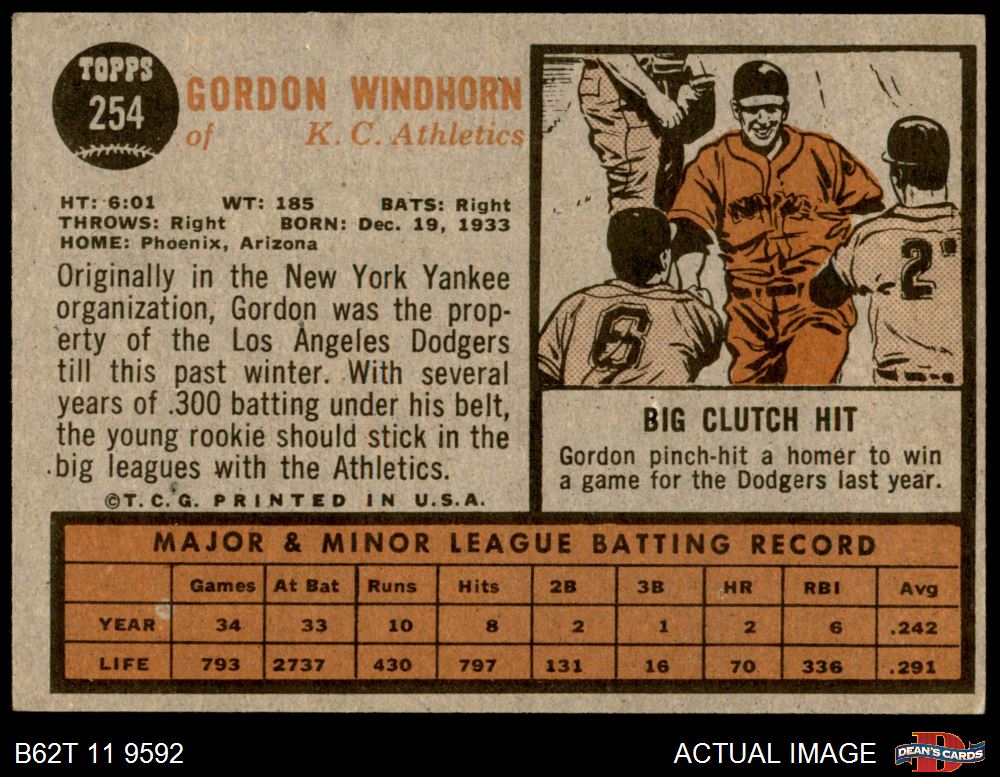 TOPPS
254
GORDON WINDHORN
of K. C. Athletics
HT: 6:01 WT: 185 BATS: Right
THROWS: Right BORN: Dec. 19, 1933
HOME: Phoenix, Arizona
Originally in the New York Yankee
organization, Gordon was the prop-
erty of the Los Angeles Dodgers
till this past winter. With several
years of .300 batting under his belt,
the young rookie should stick in the
big leagues with the Athletics.
©T.C.G. PRINTED IN U.S.A.
6
2
BIG CLUTCH HIT
Gordon pinch-hit a homer to win
a game for the Dodgers last year.
MAJOR & MINOR LEAGUE BATTING RECORD
Games At Bat Runs Hits 2B 3B HR RBI Avg
YEAR 34 33 10 8 2 1 2 6 .242
LIFE 793 2737 430 797 131 16 70 336 .291
B62T 11 9592
ACTUAL IMAGE
D
DEAN'S CARDS